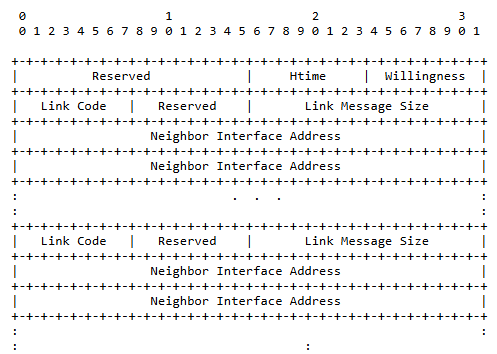 0                   1                   2                   3
0 1 2 3 4 5 6 7 8 9 0 1 2 3 4 5 6 7 8 9 0 1 2 3 4 5 6 7 8 9 0 1
+-+-+-+-+-+-+-+-+-+-+-+-+-+-+-+-+-+-+-+-+-+-+-+-+-+-+-+-+-+-+-+-+
|          Reserved             |     Htime     |  Willingness  |
+-+-+-+-+-+-+-+-+-+-+-+-+-+-+-+-+-+-+-+-+-+-+-+-+-+-+-+-+-+-+-+-+
|   Link Code   |   Reserved    |       Link Message Size       |
+-+-+-+-+-+-+-+-+-+-+-+-+-+-+-+-+-+-+-+-+-+-+-+-+-+-+-+-+-+-+-+-+
|                  Neighbor Interface Address                   |
+-+-+-+-+-+-+-+-+-+-+-+-+-+-+-+-+-+-+-+-+-+-+-+-+-+-+-+-+-+-+-+-+
|                  Neighbor Interface Address                   |
+-+-+-+-+-+-+-+-+-+-+-+-+-+-+-+-+-+-+-+-+-+-+-+-+-+-+-+-+-+-+-+-+
:                             .  .  .                           :
:                                                               :
+-+-+-+-+-+-+-+-+-+-+-+-+-+-+-+-+-+-+-+-+-+-+-+-+-+-+-+-+-+-+-+-+
|   Link Code   |   Reserved    |       Link Message Size       |
+-+-+-+-+-+-+-+-+-+-+-+-+-+-+-+-+-+-+-+-+-+-+-+-+-+-+-+-+-+-+-+-+
|                  Neighbor Interface Address                   |
+-+-+-+-+-+-+-+-+-+-+-+-+-+-+-+-+-+-+-+-+-+-+-+-+-+-+-+-+-+-+-+-+
|                  Neighbor Interface Address                   |
+-+-+-+-+-+-+-+-+-+-+-+-+-+-+-+-+-+-+-+-+-+-+-+-+-+-+-+-+-+-+-+-+
:                                                               :
:                                       :